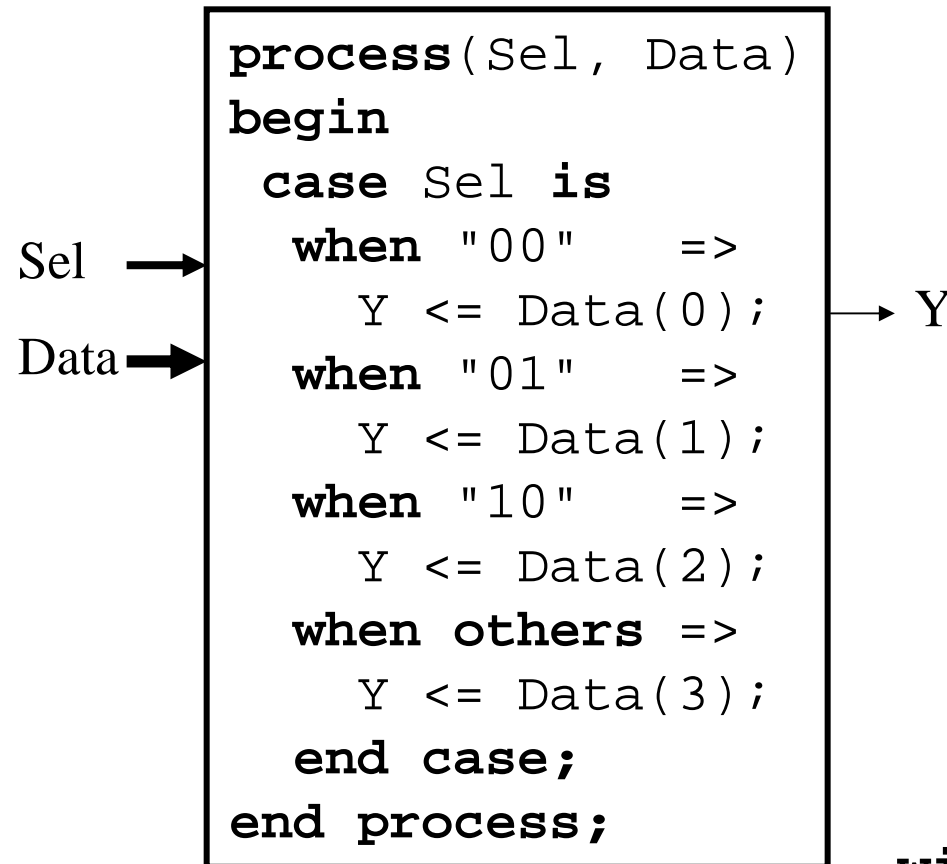 process(Sel, Data)
begin
case Sel is
when "00" =>
Sel
Y <= Data(0);
Y
Data
when "01" =>
Y <= Data(1);
when "10" =>
Y <= Data(2);
when others =>
Y <= Data(3);
end case;
end process;